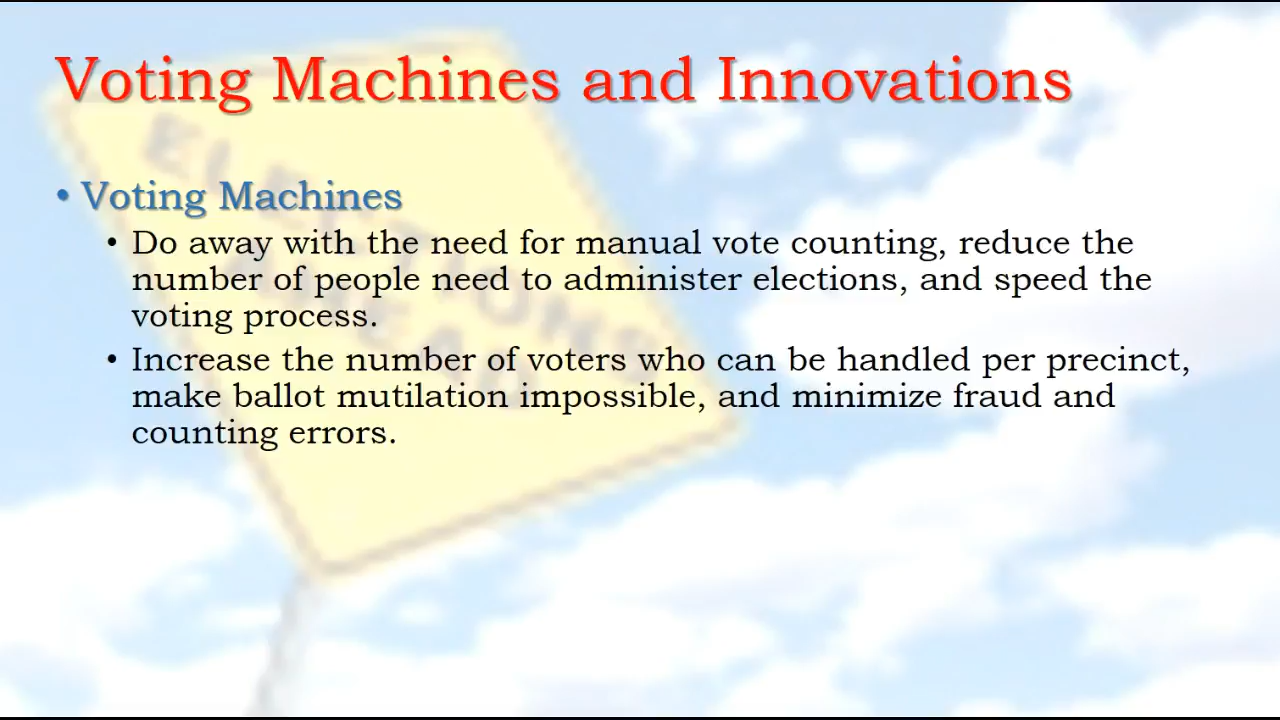 Voting Machines and Innovations
• Voting Machines
• Do away with the need for manual vote counting, reduce the
number of people need to administer elections, and speed the
voting process.
• Increase the number of voters who can be handled per precinct,
make ballot mutilation impossible, and minimize fraud and
counting errors.
ELECTIONS
AHEAD